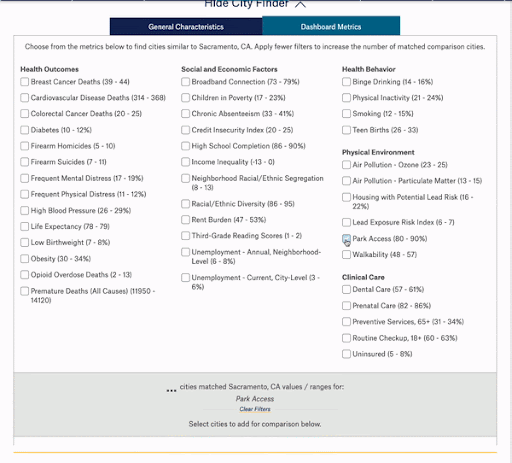 Hide City Finder
General Characteristics
Dashboard Metrics
Choose from the metrics below to find cities similar to Sacramento, CA. Apply fewer filters to increase the number of matched comparison cities.
Health Outcomes
Breast Cancer Deaths (39 - 44)
Cardiovascular Disease Deaths (314 - 368)
Colorectal Cancer Deaths (20 - 25)
Diabetes (10 - 12%)
Firearm Homicides (5 - 10)
Firearm Suicides (7 - 11)
Frequent Mental Distress (17 - 19%)
Frequent Physical Distress (11 - 12%)
High Blood Pressure (26 - 29%)
Life Expectancy (78 - 79)
Low Birthweight (7 - 8%)
Obesity (30 - 34%)
Opioid Overdose Deaths (2 - 13)
Premature Deaths (All Causes) (11950 -
14120)
Social and Economic Factors
Broadband Connection (73 - 79%)
Children in Poverty (17 - 23%)
Chronic Absenteeism (33 - 41%)
Credit Insecurity Index (20 - 25)
High School Completion (86 - 90%)
Income Inequality (-13 - 0)
Neighborhood Racial/Ethnic Segregation
(8 - 13)
Racial/Ethnic Diversity (86 - 95)
Rent Burden (47 - 53%)
Third-Grade Reading Scores (1 - 2)
Unemployment - Annual, Neighborhood-
Level (6 - 8%)
Unemployment - Current, City-Level (3 -
6%)
Health Behavior
Binge Drinking (14 - 16%)
Physical Inactivity (21 - 24%)
Smoking (12 - 15%)
Teen Births (26 - 33)
Physical Environment
Air Pollution - Ozone (23 - 25)
Air Pollution - Particulate Matter (13 - 15)
Housing with Potential Lead Risk (16 -
22%)
Lead Exposure Risk Index (6 - 7)
Park Access (80 - 90%)
Walkability (48 - 57)
Clinical Care
Dental Care (57 - 61%)
Prenatal Care (82 - 86%)
Preventive Services, 65+ (31 - 34%)
Routine Checkup, 18+ (60 - 63%)
Uninsured (5 - 8%)
... cities matched Sacramento, CA values / ranges for:
Park Access
Clear Filters
Select cities to add for comparison below.